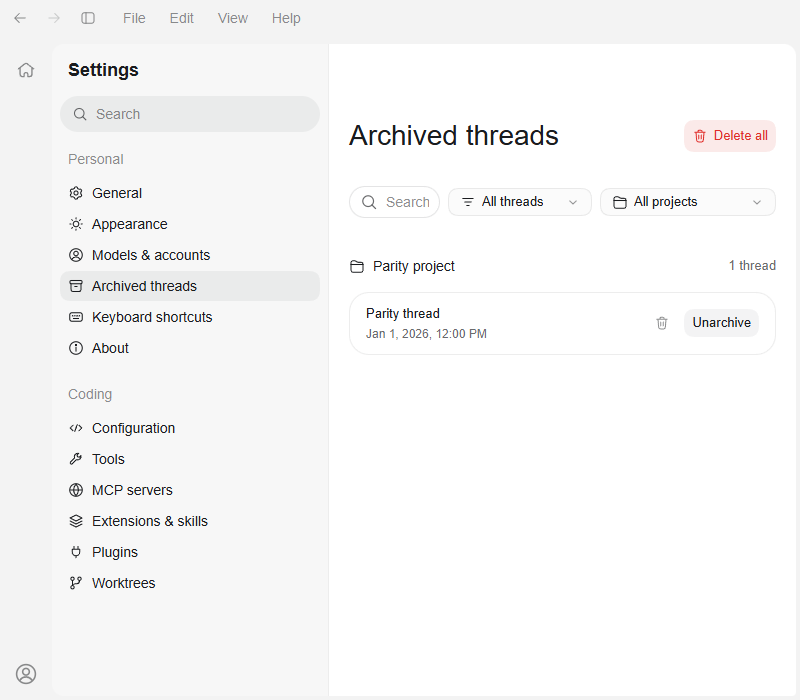 File Edit View Help
Settings
Search
Personal
General
Appearance
Models & accounts
Archived threads
Keyboard shortcuts
About
Coding
Configuration
Tools
MCP servers
Extensions & skills
Plugins
Worktrees
Archived threads
Delete all
Search
All threads
All projects
Parity project
1 thread
Parity thread
Jan 1, 2026, 12:00 PM
Unarchive